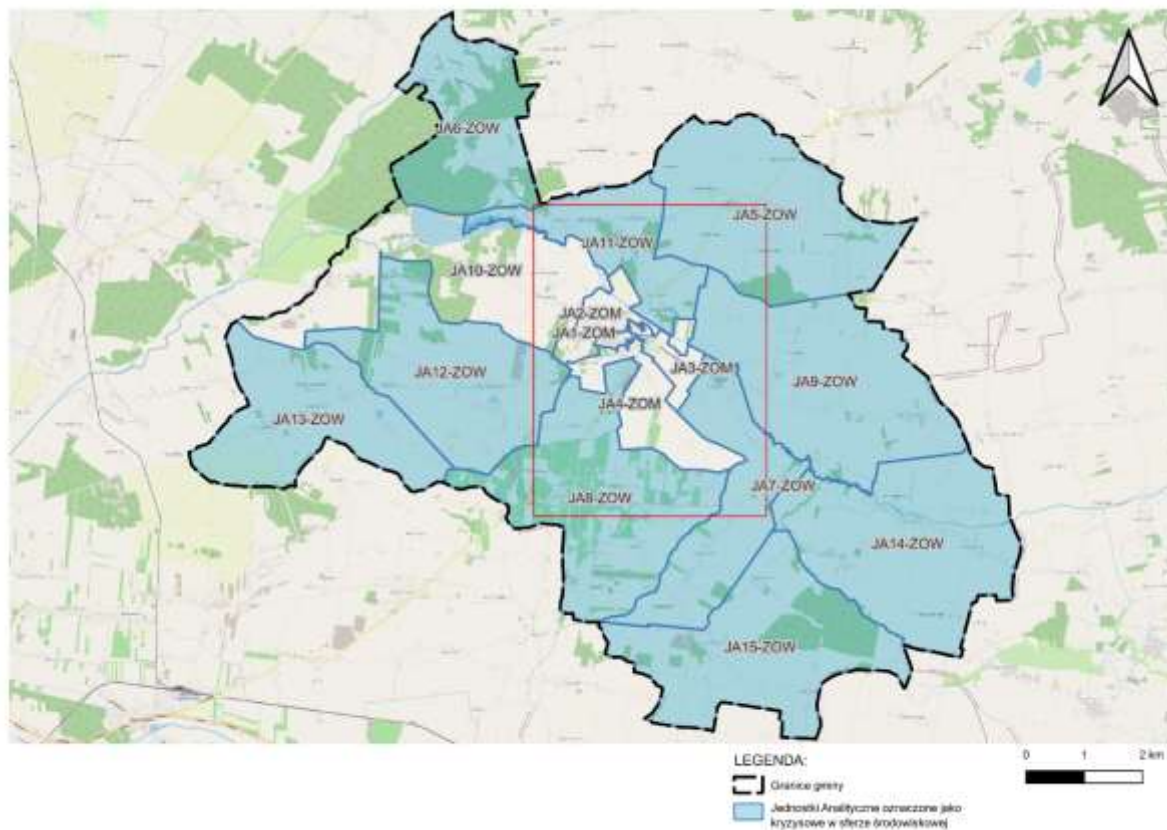 JA6-ZOW
JA5-ZOW
JA11-ZOW
JA10-ZOW
JA2-ZOM
JA1-ZOM
JA3-ZOM
JA12-ZOW
JA9-ZOW
JA4-ZOM
JA13-ZOW
JA7-ZOW
JA8-ZOW
JA14-ZOW
JA15-ZOW
LEGENDA:
Granice gminy
Jednostki Analityczne oznaczone jako
kryzysowe w sferze środowiskowej
0 1 2 km